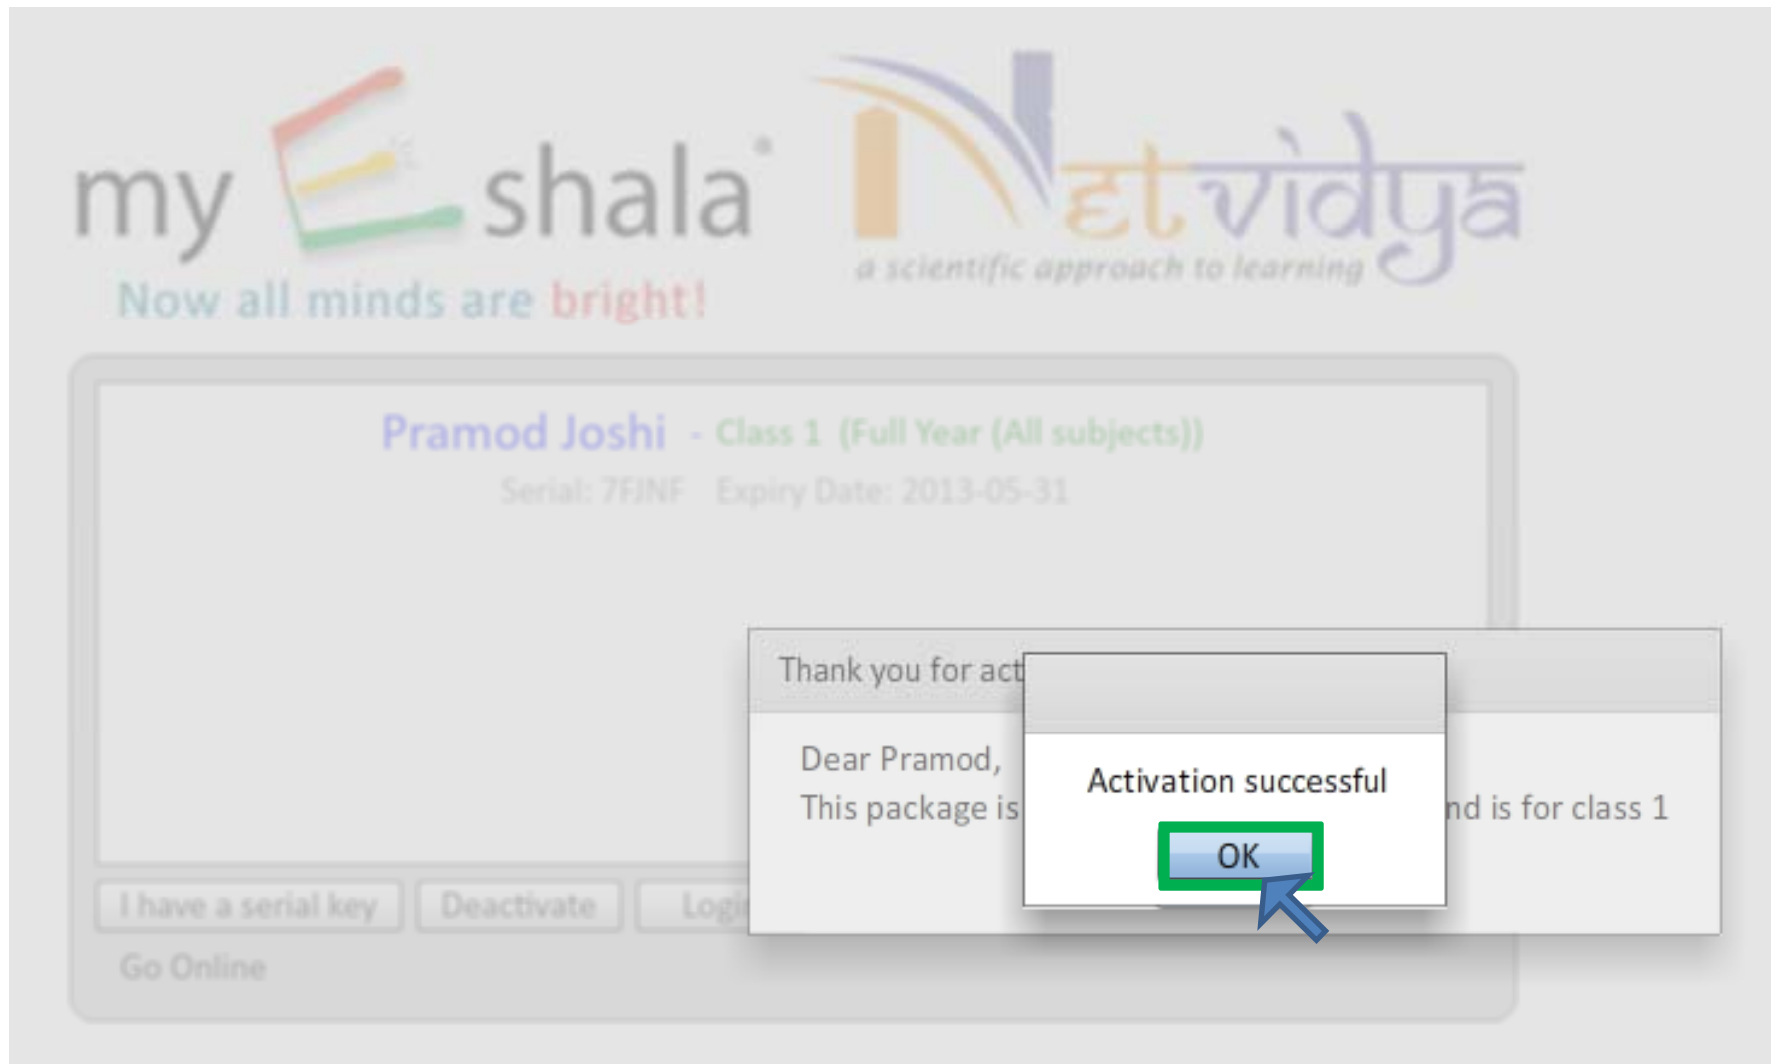 my E shala
Now all minds are bright!
Netvidya
a scientific approach to learning
Pramod Joshi - Class 1 (Full Year (All subjects))
Serial: 7FJNF Expiry Date: 2013-05-31
Thank you for act
Dear Pramod,
This package is
nd is for class 1
Activation successful
OK
I have a serial key
Deactivate
Login
Go Online